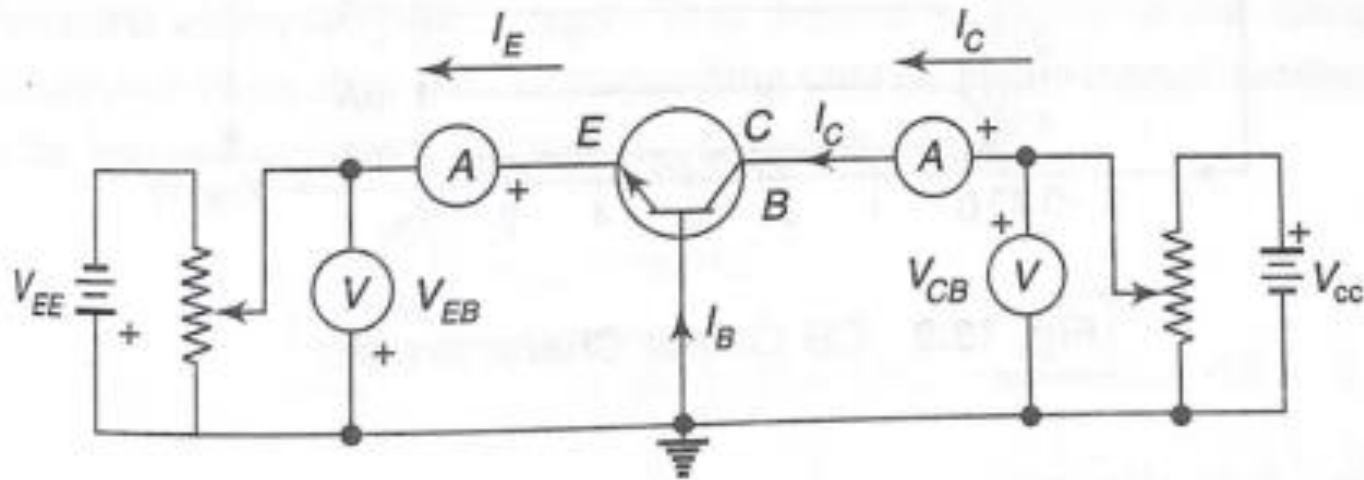 I_E I_C
E C I_C
A + A +
B
V_EE V V_EB V_CB + V + V_cc
+ I_B
+